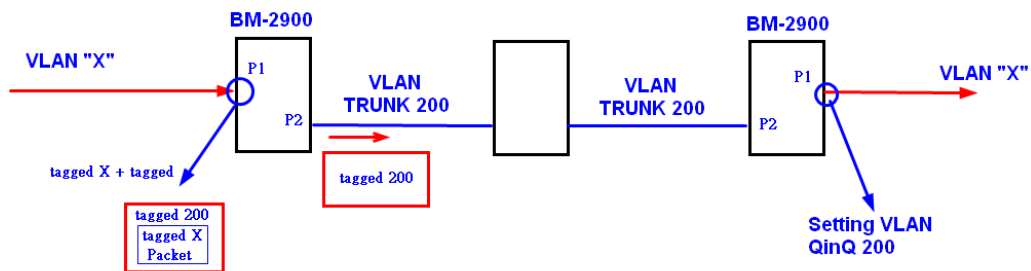 BM-2900
BM-2900
VLAN "X"
P1
P2
VLAN
TRUNK 200
VLAN
TRUNK 200
P1
P2
VLAN "X"
tagged X + tagged
tagged 200
tagged 200
tagged X
Packet
Setting VLAN
QinQ 200